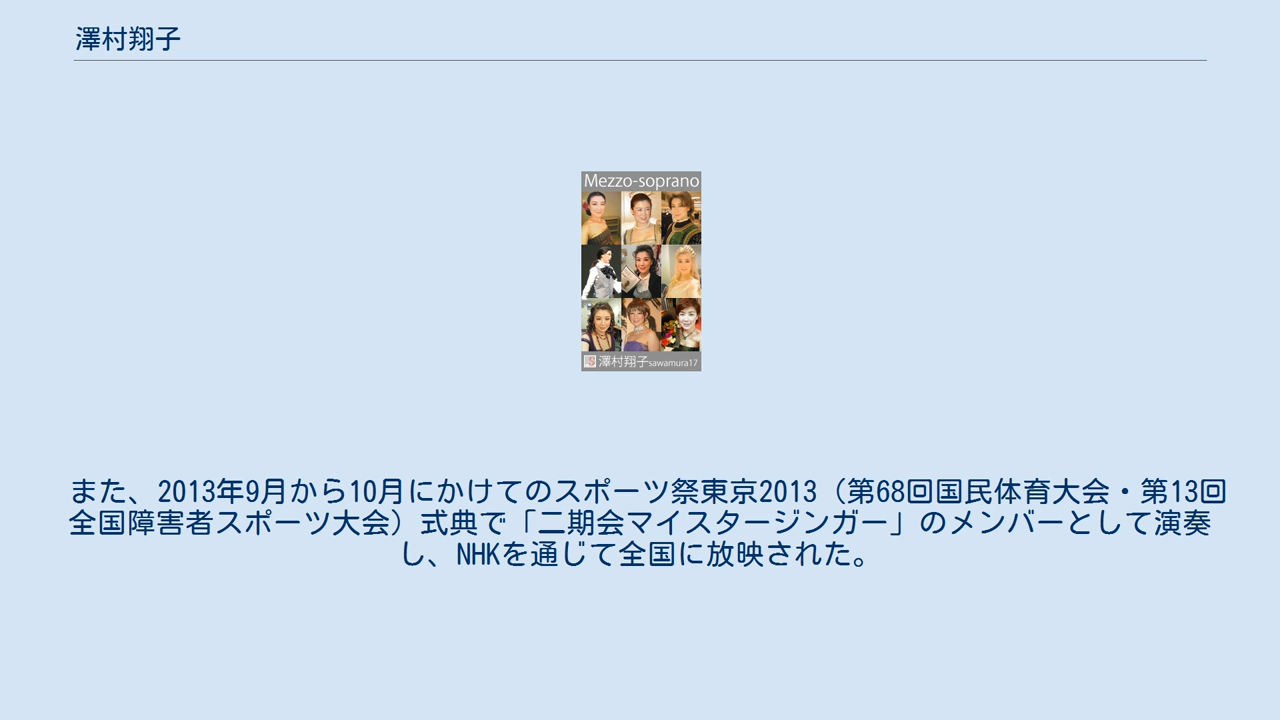 澤村翔子
Mezzo-soprano
澤村翔子sawamura17
また、2013年9月から10月にかけてのスポーツ祭東京2013（第68回国民体育大会・第13回
全国障害者スポーツ大会）式典で「二期会マイスタージンガー」のメンバーとして演奏
し、NHKを通じて全国に放映された。